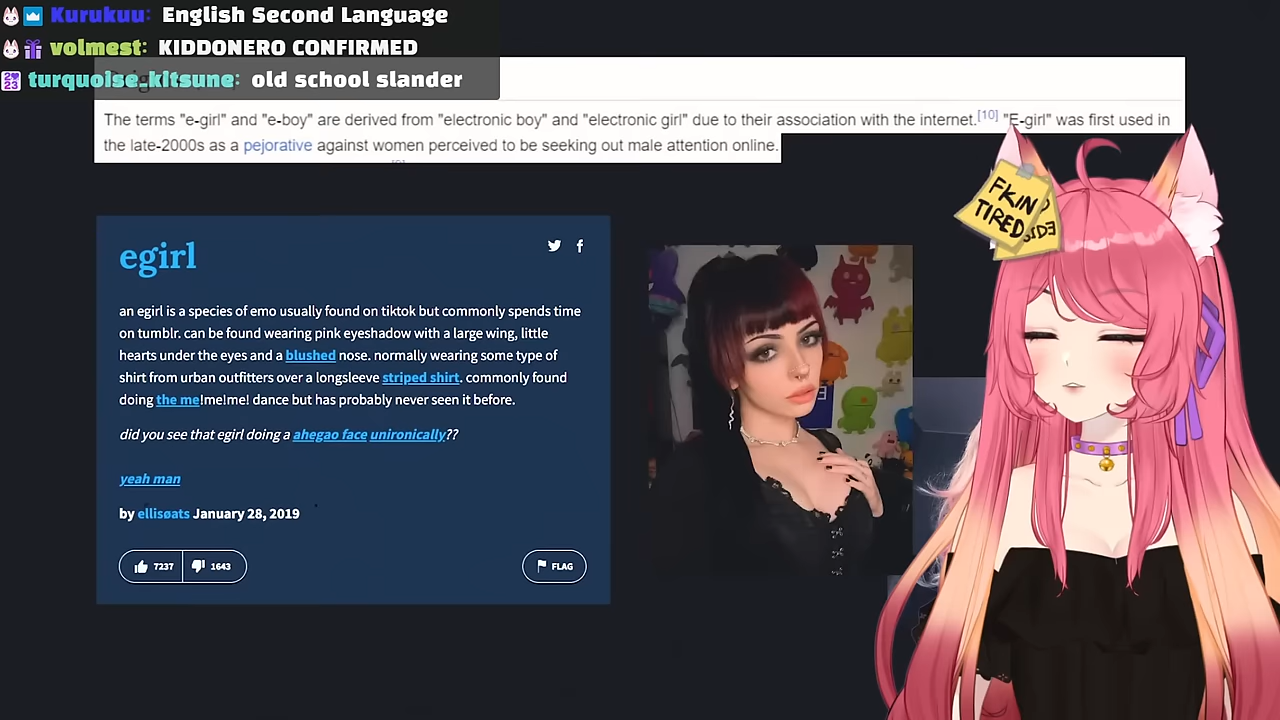 Kurukuu: English Second Language
volmest: KIDDONERO CONFIRMED
turquoise_kitsune: old school slander
The terms "e-girl" and "e-boy" are derived from "electronic boy" and "electronic girl" due to their association with the internet.[10] "E-girl" was first used in
the late-2000s as a pejorative against women perceived to be seeking out male attention online.
FKIN
TIRED
egirl
an egirl is a species of emo usually found on tiktok but commonly spends time
on tumblr. can be found wearing pink eyeshadow with a large wing, little
hearts under the eyes and a blushed nose. normally wearing some type of
shirt from urban outfitters over a longsleeve striped shirt. commonly found
doing the me!me!me! dance but has probably never seen it before.
did you see that egirl doing a ahegao face unironically??
yeah man
by ellisøats January 28, 2019
7237
1643
FLAG